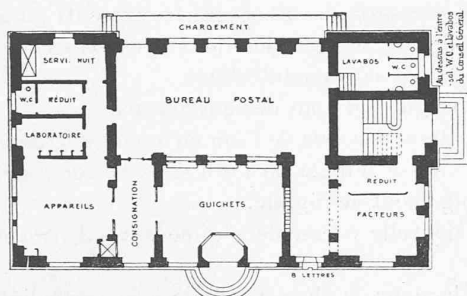 CHARGEMENT
SERVI. NUIT
W.C
RÉDUIT
LABORATOIRE
BUREAU POSTAL
LAVABOS
W.C
Au dessus à l'entre
-sol W.C et lavabos
du Conseil Général
APPAREILS
CONSIGNATION
GUICHETS
RÉDUIT
FACTEURS
B. LETTRES